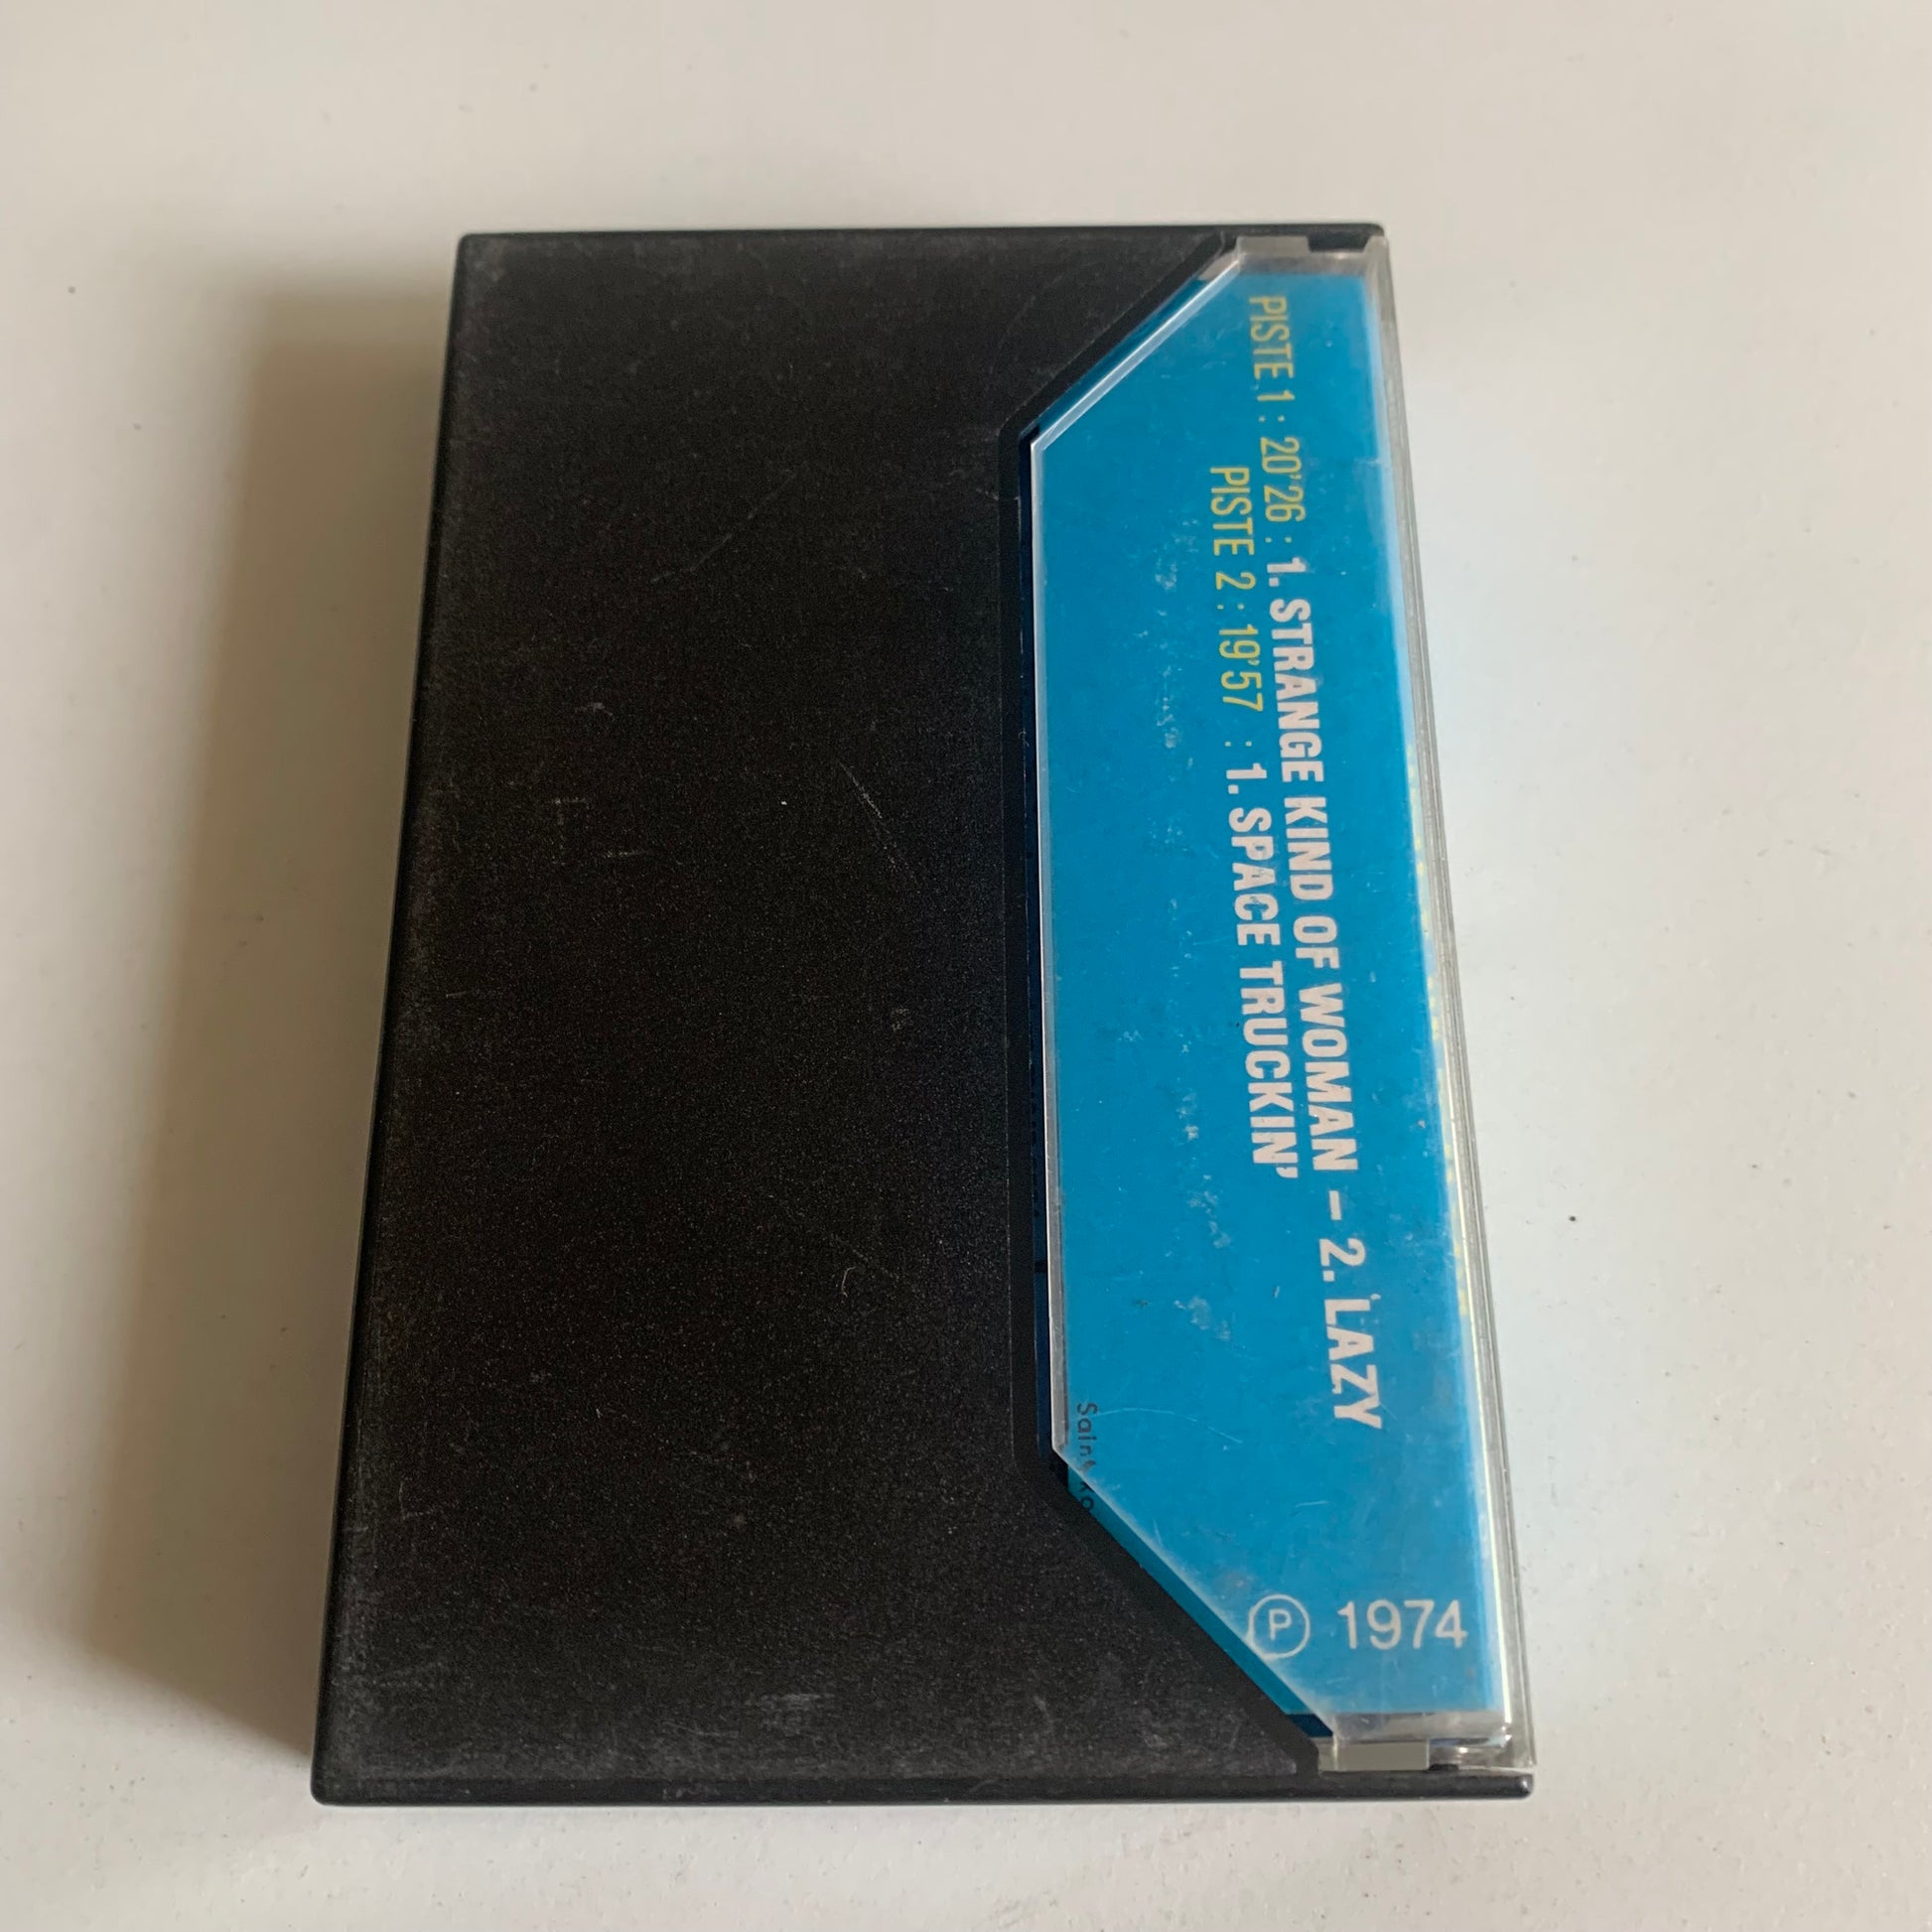 PISTE 1 : 20'26 : 1. STRANGE KIND OF WOMAN – 2. LAZY
PISTE 2 : 19'57 : 1. SPACE TRUCKIN'
Ⓟ 1974